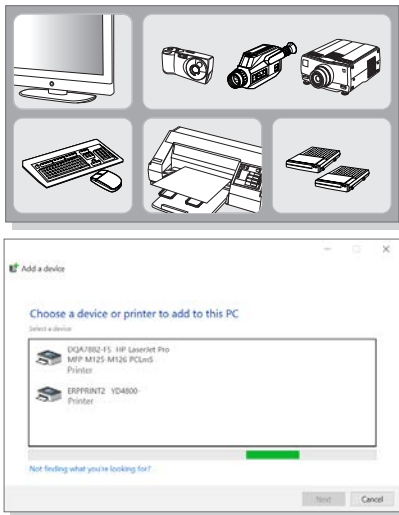 Add a device
Choose a device or printer to add to this PC
Select a device
DQA7882-F5 HP LaserJet Pro
MFP M125-M126 PCLmS
Printer
ERPPRINT2 YD4800-
Printer
Not finding what you're looking for?
Next
Cancel